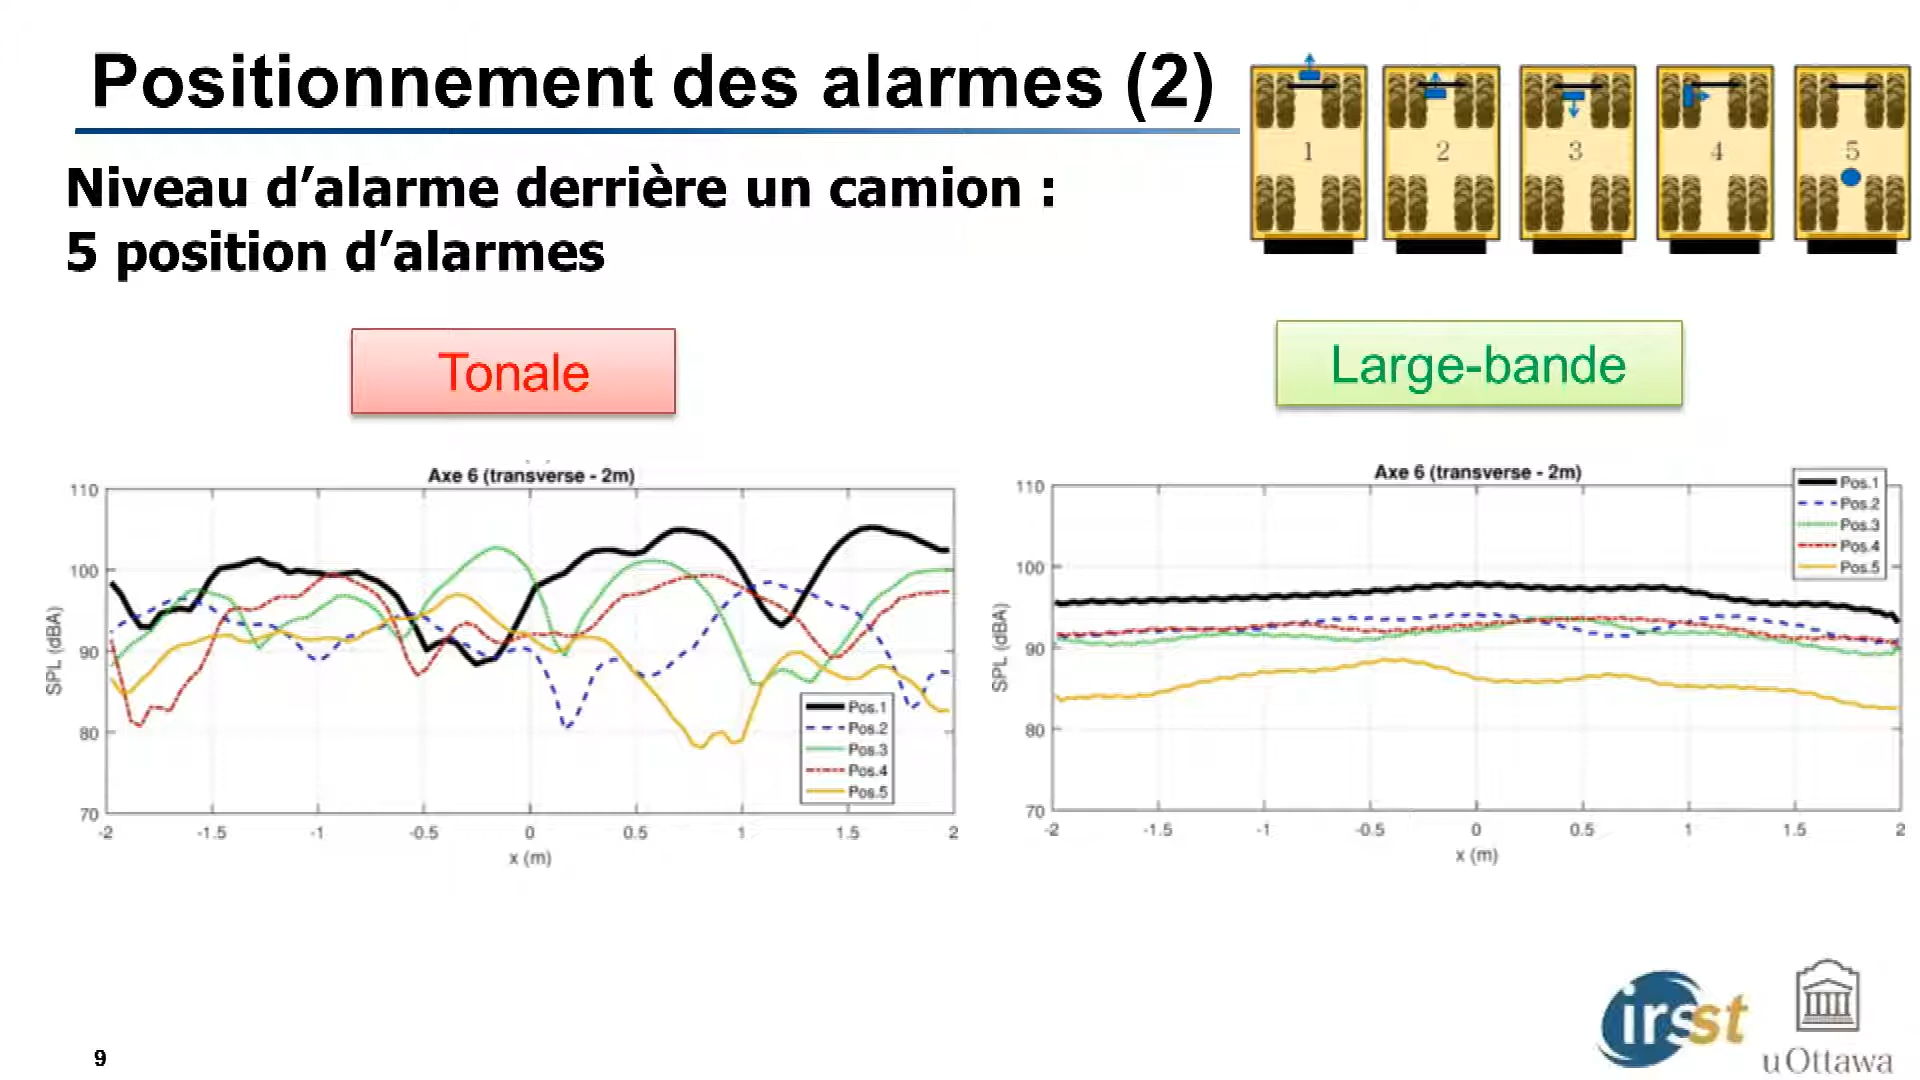 Positionnement des alarmes (2)
1 2 3 4 5
Niveau d’alarme derrière un camion :
5 position d’alarmes
Tonale
Large-bande
Axe 6 (transverse - 2m)
110
100
90
80
70
SPL (dBA)
-2 -1.5 -1 -0.5 0 0.5 1 1.5 2
x (m)
Pos.1
Pos.2
Pos.3
Pos.4
Pos.5
Axe 6 (transverse - 2m)
110
100
90
80
70
SPL (dBA)
-2 -1.5 -1 -0.5 0 0.5 1 1.5 2
x (m)
Pos.1
Pos.2
Pos.3
Pos.4
Pos.5
irsst
uOttawa
9